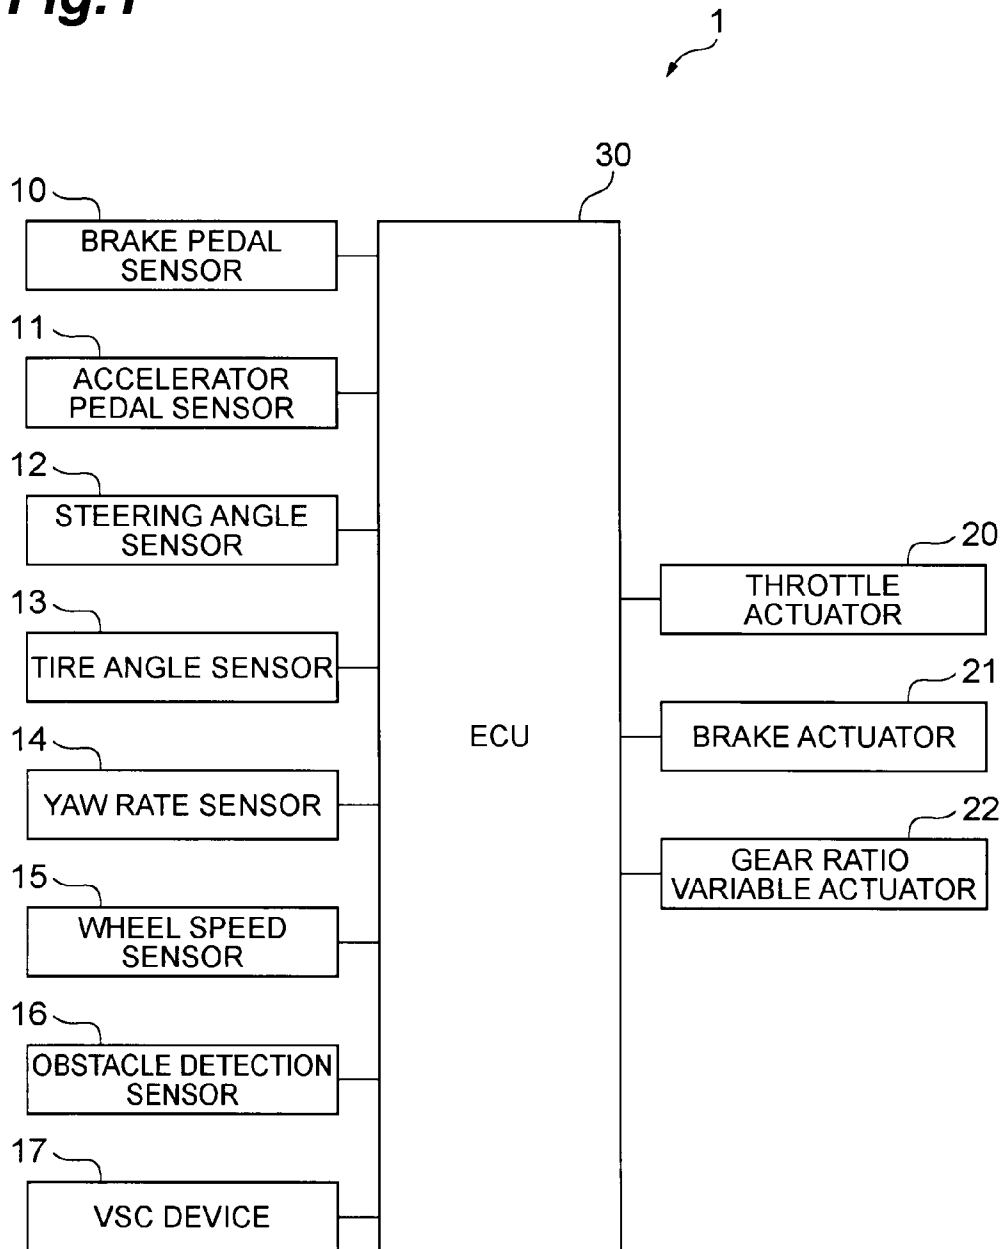 Fig.1
1
30
10
BRAKE PEDAL
SENSOR
11
ACCELERATOR
PEDAL SENSOR
12
STEERING ANGLE
SENSOR
13
TIRE ANGLE SENSOR
14
YAW RATE SENSOR
15
WHEEL SPEED
SENSOR
16
OBSTACLE DETECTION
SENSOR
17
VSC DEVICE
ECU
20
THROTTLE
ACTUATOR
21
BRAKE ACTUATOR
22
GEAR RATIO
VARIABLE ACTUATOR